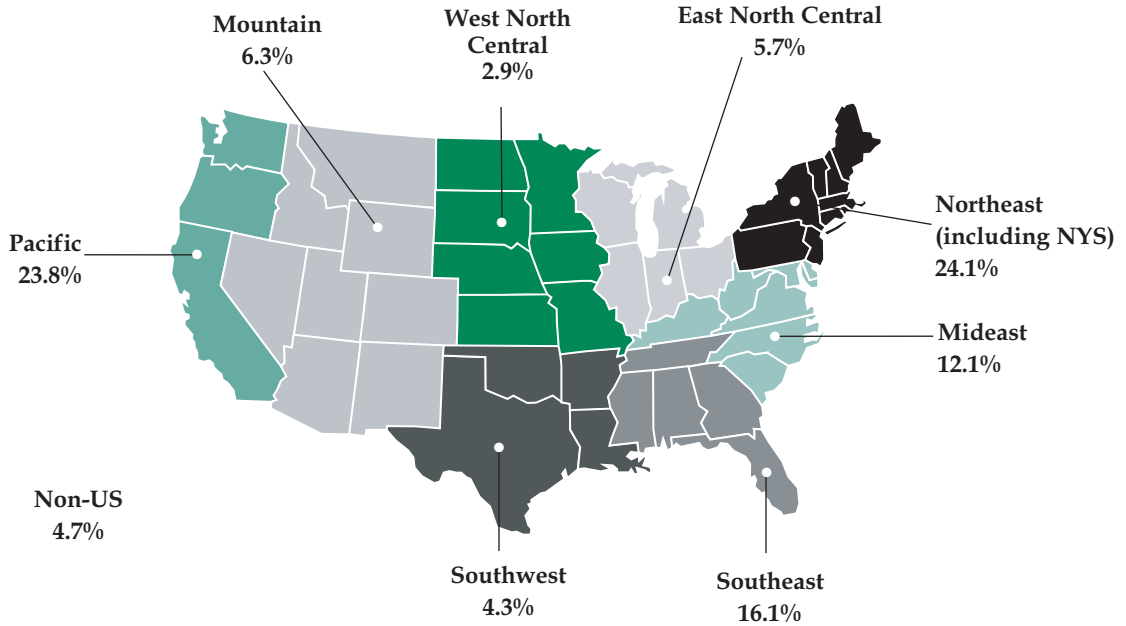 Mountain
6.3%
West North
Central
2.9%
East North Central
5.7%
Pacific
23.8%
Northeast
(including NYS)
24.1%
Mideast
12.1%
Non-US
4.7%
Southwest
4.3%
Southeast
16.1%